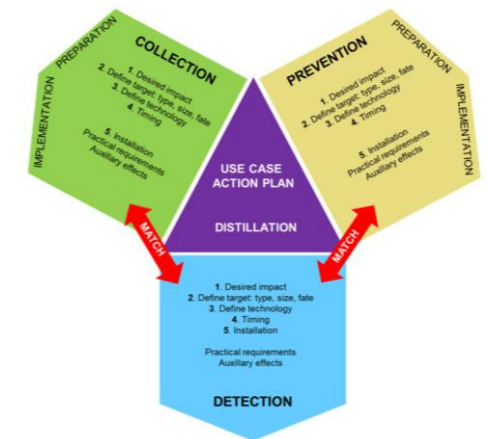 PREPARATION
IMPLEMENTATION
COLLECTION
1. Desired impact
2. Define target: type, size, fate
3. Define technology
4. Timing
5. Installation
Practical requirements
Auxillary effects
PREVENTION
1. Desired impact
2. Define target: type, size, fate
3. Define technology
4. Timing
5. Installation
Practical requirements
Auxillary effects
PREPARATION
IMPLEMENTATION
USE CASE
ACTION PLAN
DISTILLATION
MATCH
MATCH
1. Desired impact
2. Define target: type, size, fate
3. Define technology
4. Timing
5. Installation
Practical requirements
Auxillary effects
DETECTION